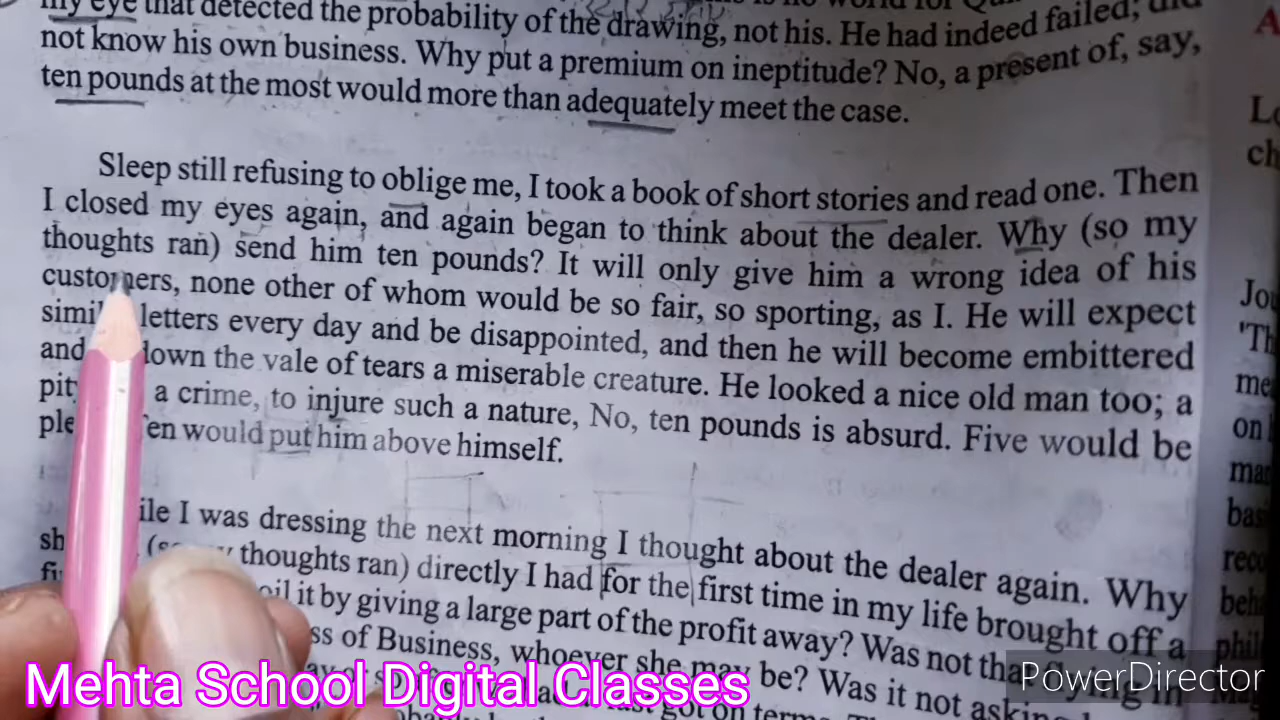 my eye that detected the probability of the drawing, not his. He had indeed failed; did
not know his own business. Why put a premium on ineptitude? No, a present of, say,
ten pounds at the most would more than adequately meet the case.
Sleep still refusing to oblige me, I took a book of short stories and read one. Then
I closed my eyes again, and again began to think about the dealer. Why (so my
thoughts ran) send him ten pounds? It will only give him a wrong idea of his
customers, none other of whom would be so fair, so sporting, as I. He will expect
letters every day and be disappointed, and then he will become embittered
and down the vale of tears a miserable creature. He looked a nice old man too; a
a crime, to injure such a nature, No, ten pounds is absurd. Five would be
would put him above himself.
I was dressing the next morning I thought about the dealer again. Why
thoughts ran) directly I had for the first time in my life brought off a
it by giving a large part of the profit away? Was not that flying in
of Business, whoever she may be? Was it not asking
got on terms
Mehta School Digital Classes
PowerDirector